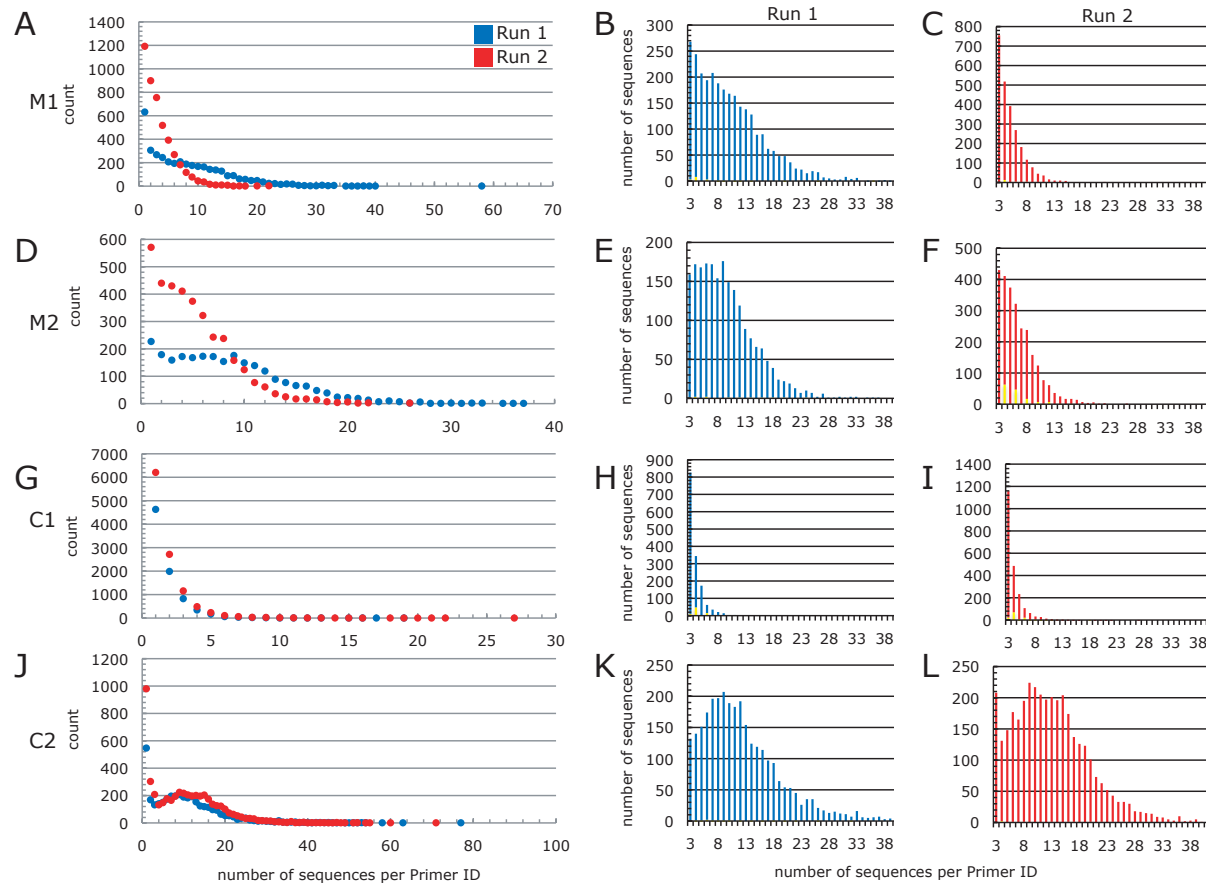 A
M1
count
1400
1200
1000
800
600
400
200
0
0 10 20 30 40 50 60 70
Run 1
Run 2
B
Run 1
number of sequences
300
250
200
150
100
50
0
3 8 13 18 23 28 33 38
C
Run 2
800
700
600
500
400
300
200
100
0
3 8 13 18 23 28 33 38
D
M2
count
600
500
400
300
200
100
0
0 10 20 30 40
E
number of sequences
200
150
100
50
0
3 8 13 18 23 28 33 38
F
500
400
300
200
100
0
3 8 13 18 23 28 33 38
G
C1
count
7000
6000
5000
4000
3000
2000
1000
0
0 5 10 15 20 25 30
H
number of sequences
900
800
700
600
500
400
300
200
100
0
3 8 13 18 23 28 33 38
I
1400
1200
1000
800
600
400
200
0
3 8 13 18 23 28 33 38
J
C2
count
1200
1000
800
600
400
200
0
0 20 40 60 80 100
number of sequences per Primer ID
K
number of sequences
250
200
150
100
50
0
3 8 13 18 23 28 33 38
L
250
200
150
100
50
0
3 8 13 18 23 28 33 38
number of sequences per Primer ID